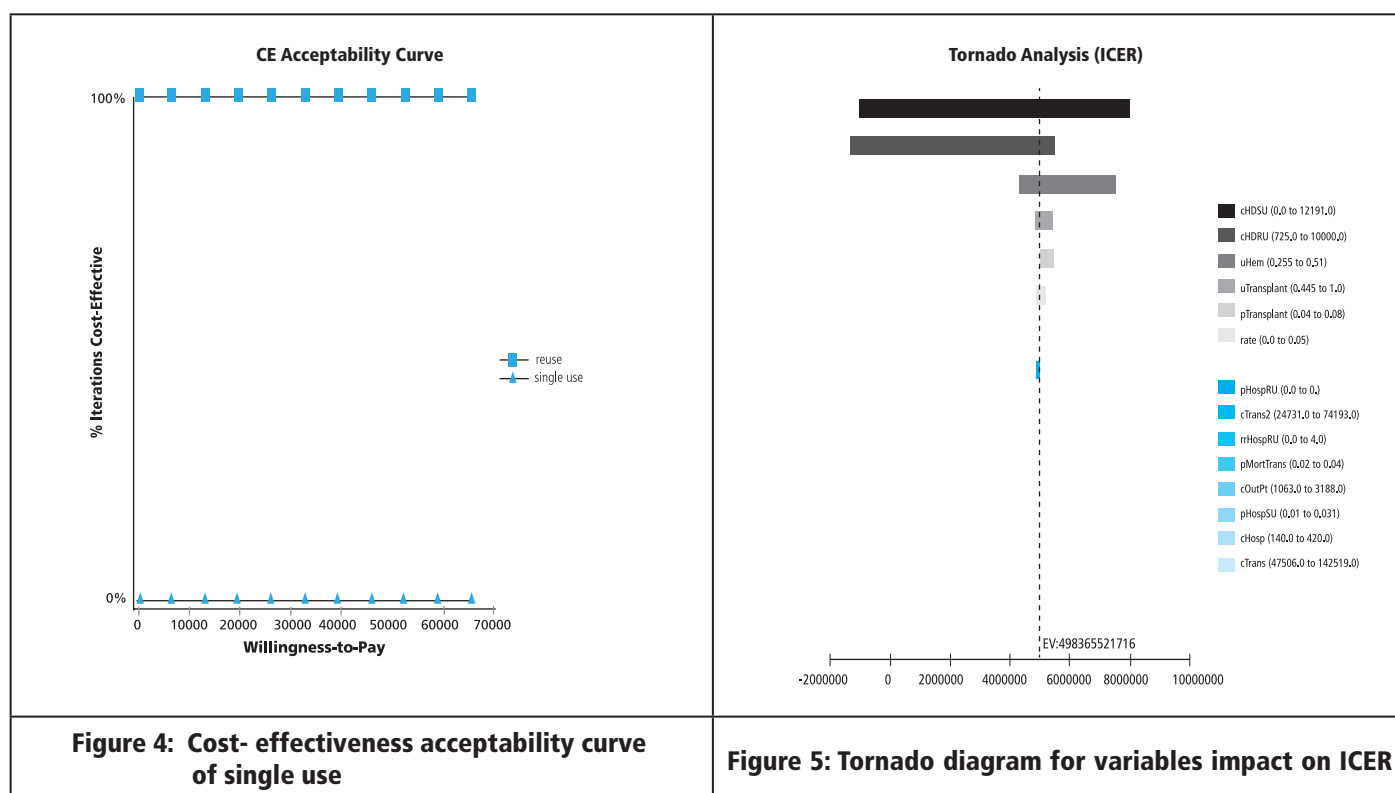 CE Acceptability Curve
100%
% Iterations Cost-Effective
reuse
single use
0%
0 10000 20000 30000 40000 50000 60000 70000
Willingness-to-Pay
Figure 4: Cost- effectiveness acceptability curve
of single use
Tornado Analysis (ICER)
cHDSU (0.0 to 12191.0)
cHDRU (725.0 to 10000.0)
uHem (0.255 to 0.51)
uTransplant (0.445 to 1.0)
pTransplant (0.04 to 0.08)
rate (0.0 to 0.05)
pHospRU (0.0 to 0.)
cTrans2 (24731.0 to 74193.0)
rrHospRU (0.0 to 4.0)
pMortTrans (0.02 to 0.04)
cOutPt (1063.0 to 3188.0)
pHospSU (0.01 to 0.031)
cHosp (140.0 to 420.0)
cTrans (47506.0 to 142519.0)
EV:498365521716
-2000000 0 2000000 4000000 6000000 8000000 10000000
Figure 5: Tornado diagram for variables impact on ICER